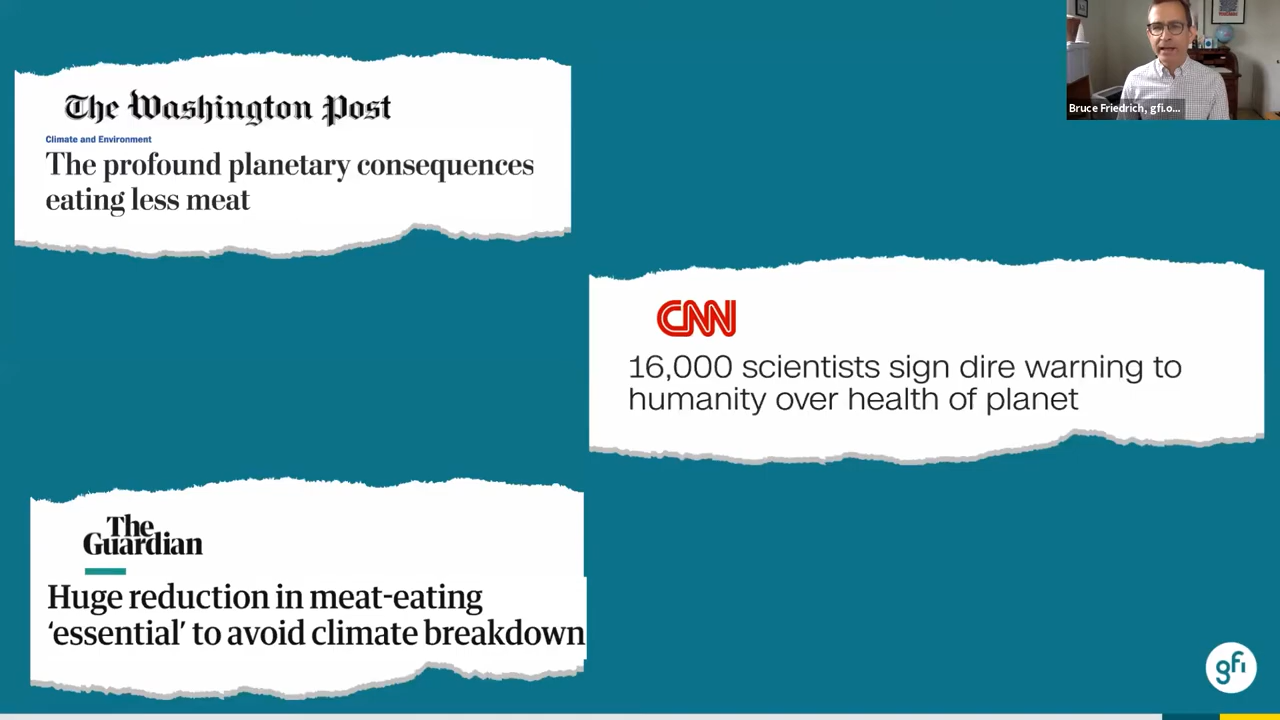 The Washington Post
Climate and Environment
The profound planetary consequences
eating less meat
Bruce Friedrich, gfi.o...
CNN
16,000 scientists sign dire warning to
humanity over health of planet
The
Guardian
Huge reduction in meat-eating
‘essential’ to avoid climate breakdown
gfi